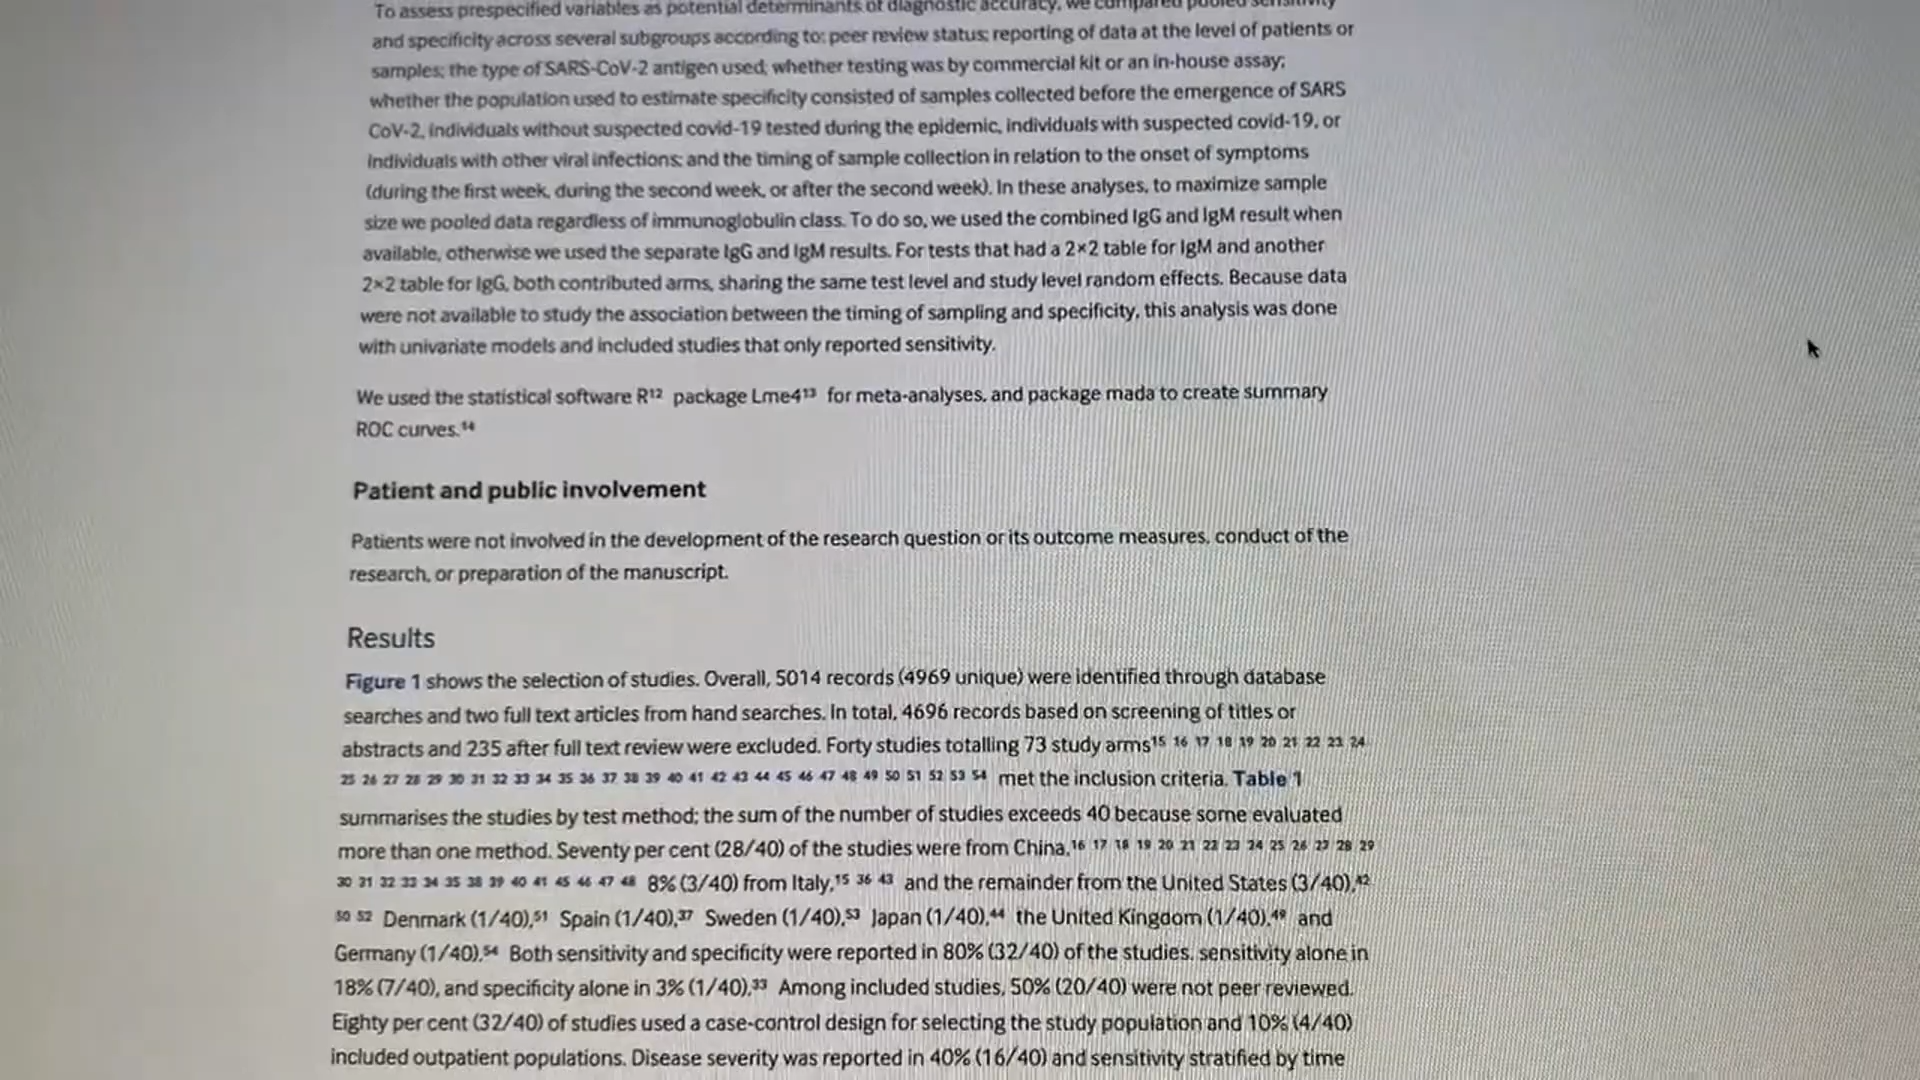 To assess prespecified variables as potential determinants of diagnostic accuracy, we compared pooled sensitivity
and specificity across several subgroups according to: peer review status; reporting of data at the level of patients or
samples; the type of SARS-CoV-2 antigen used; whether testing was by commercial kit or an in-house assay;
whether the population used to estimate specificity consisted of samples collected before the emergence of SARS
CoV-2, individuals without suspected covid-19 tested during the epidemic, individuals with suspected covid-19, or
individuals with other viral infections; and the timing of sample collection in relation to the onset of symptoms
(during the first week, during the second week, or after the second week). In these analyses, to maximize sample
size we pooled data regardless of immunoglobulin class. To do so, we used the combined IgG and IgM result when
available, otherwise we used the separate IgG and IgM results. For tests that had a 2×2 table for IgM and another
2×2 table for IgG, both contributed arms, sharing the same test level and study level random effects. Because data
were not available to study the association between the timing of sampling and specificity, this analysis was done
with univariate models and included studies that only reported sensitivity.
We used the statistical software R12 package Lme413 for meta-analyses, and package mada to create summary
ROC curves.14
Patient and public involvement
Patients were not involved in the development of the research question or its outcome measures, conduct of the
research, or preparation of the manuscript.
Results
Figure 1 shows the selection of studies. Overall, 5014 records (4969 unique) were identified through database
searches and two full text articles from hand searches. In total, 4696 records based on screening of titles or
abstracts and 235 after full text review were excluded. Forty studies totalling 73 study arms15 16 17 18 19 20 21 22 23 24
25 26 27 28 29 30 31 32 33 34 35 36 37 38 39 40 41 42 43 44 45 46 47 48 49 50 51 52 53 54 met the inclusion criteria. Table 1
summarises the studies by test method; the sum of the number of studies exceeds 40 because some evaluated
more than one method. Seventy per cent (28/40) of the studies were from China,16 17 18 19 20 21 22 23 24 25 26 27 28 29
30 31 32 33 34 35 38 39 40 41 45 46 47 48 8% (3/40) from Italy,15 36 43 and the remainder from the United States (3/40),42
50 52 Denmark (1/40),51 Spain (1/40),37 Sweden (1/40),53 Japan (1/40),44 the United Kingdom (1/40),49 and
Germany (1/40).54 Both sensitivity and specificity were reported in 80% (32/40) of the studies, sensitivity alone in
18% (7/40), and specificity alone in 3% (1/40).33 Among included studies, 50% (20/40) were not peer reviewed.
Eighty per cent (32/40) of studies used a case-control design for selecting the study population and 10% (4/40)
included outpatient populations. Disease severity was reported in 40% (16/40) and sensitivity stratified by time